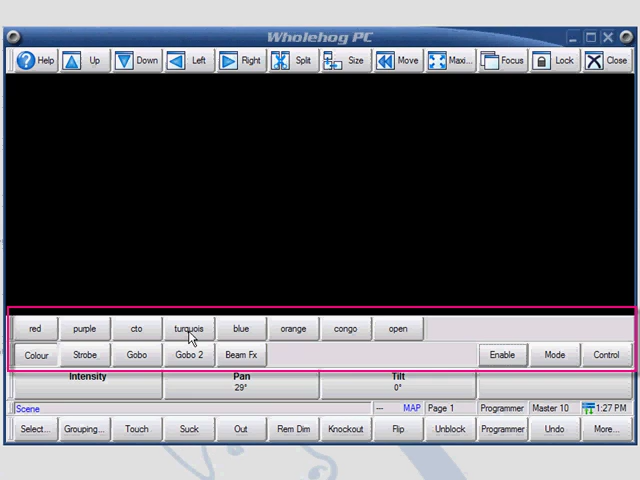 Wholehog PC
Help Up Down Left Right Split Size Move Maxi... Focus Lock Close
red purple cto turquois blue orange congo open
Colour Strobe Gobo Gobo 2 Beam Fx Enable Mode Control
Intensity Pan Tilt
29° 0°
Scene --- MAP Page 1 Programmer Master 10 1:27 PM
Select... Grouping... Touch Suck Out Rem Dim Knockout Flip Unblock Programmer Undo More...